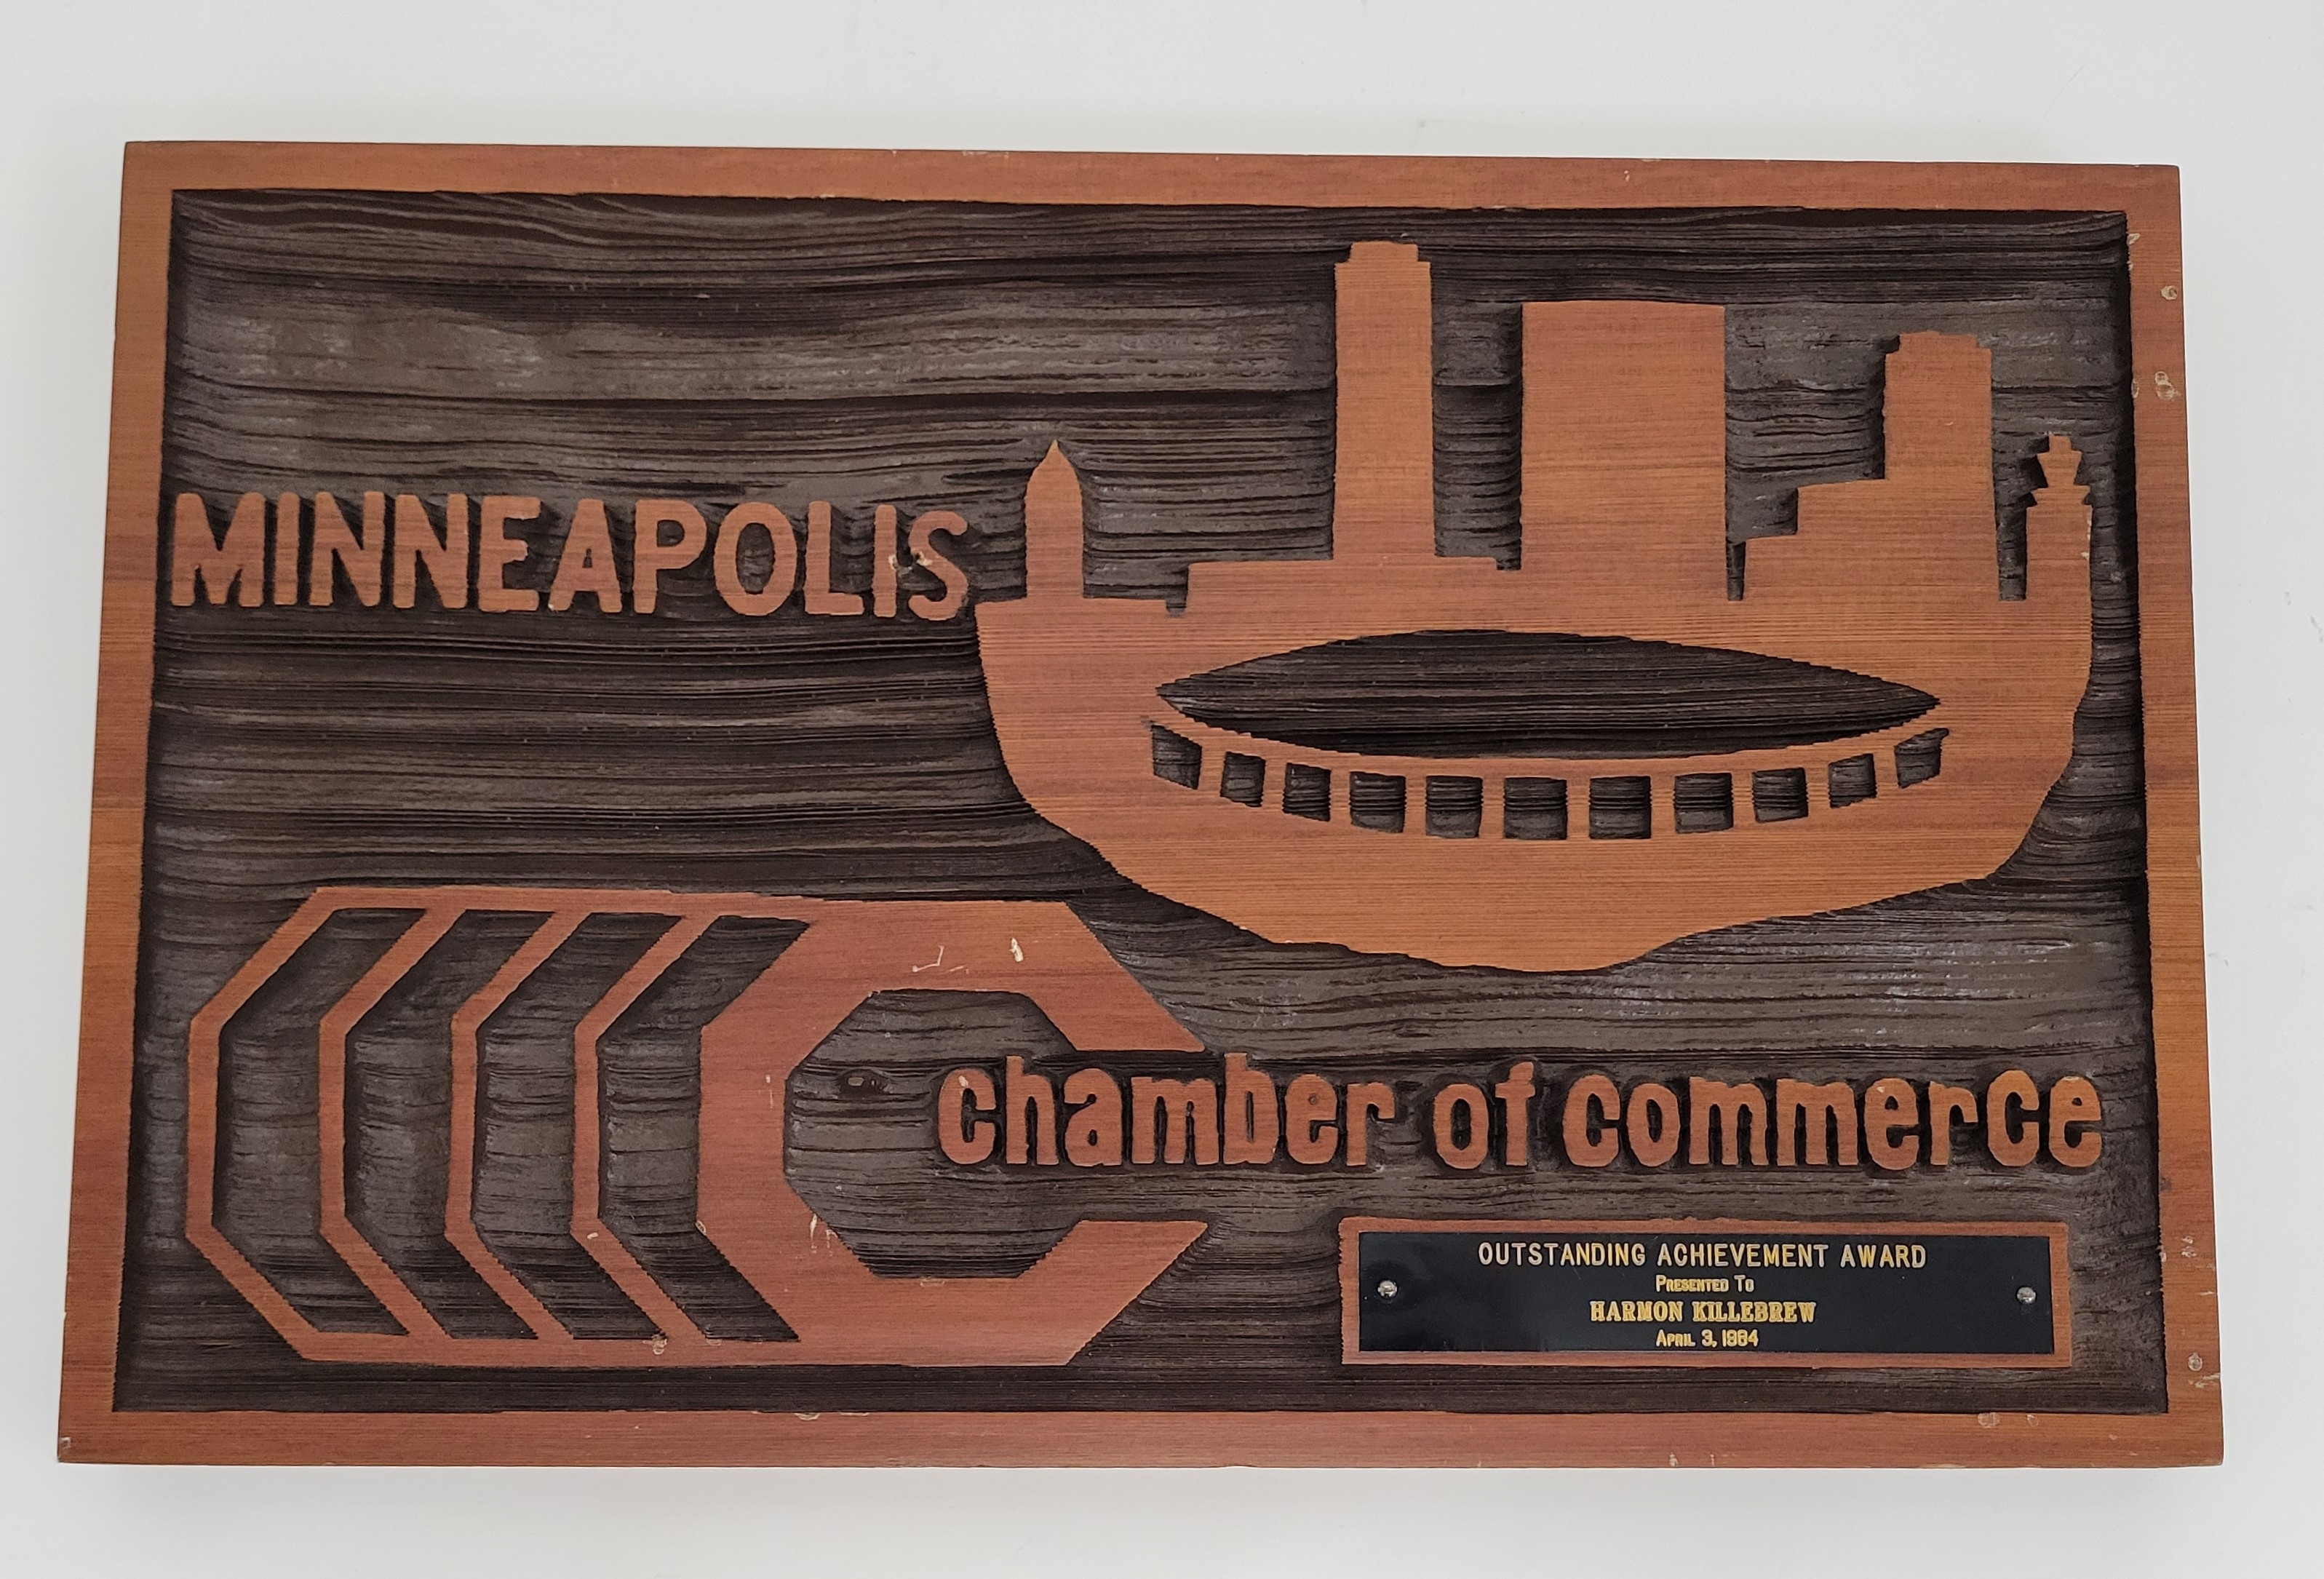 MINNEAPOLIS
chamber of commerce
OUTSTANDING ACHIEVEMENT AWARD
PRESENTED TO
HARMON KILLEBREW
APRIL 3, 1984